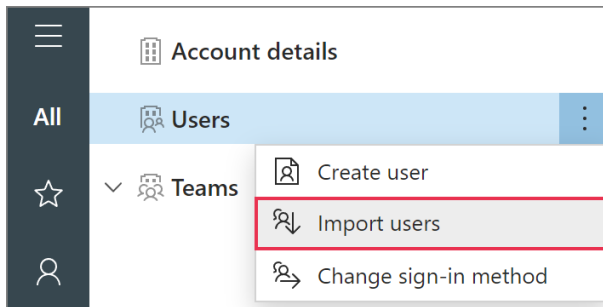 Account details
All
Users
Create user
Teams
Import users
Change sign-in method